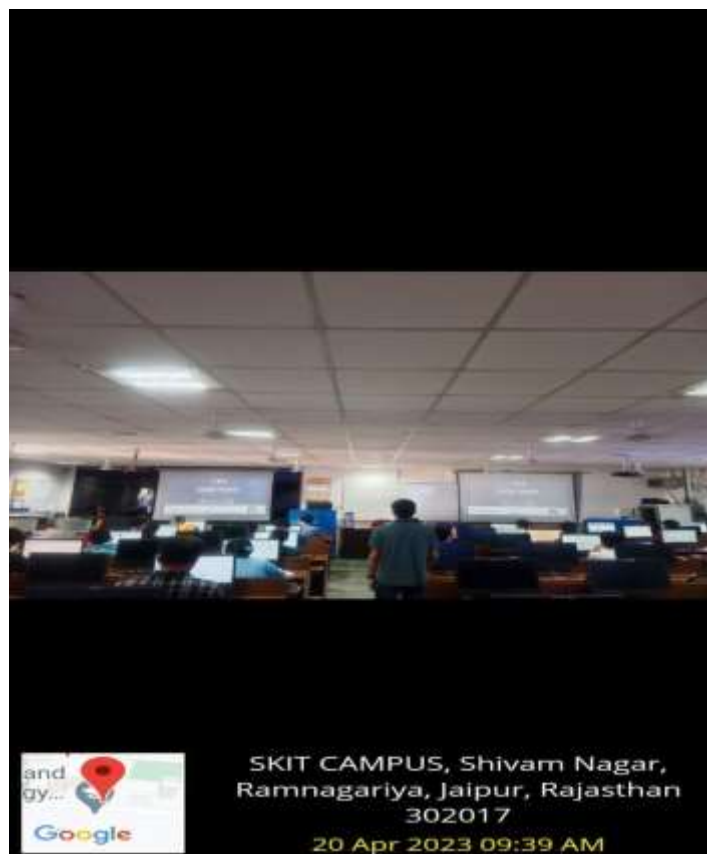 and
gy...
Google
SKIT CAMPUS, Shivam Nagar,
Ramnagariya, Jaipur, Rajasthan
302017
20 Apr 2023 09:39 AM